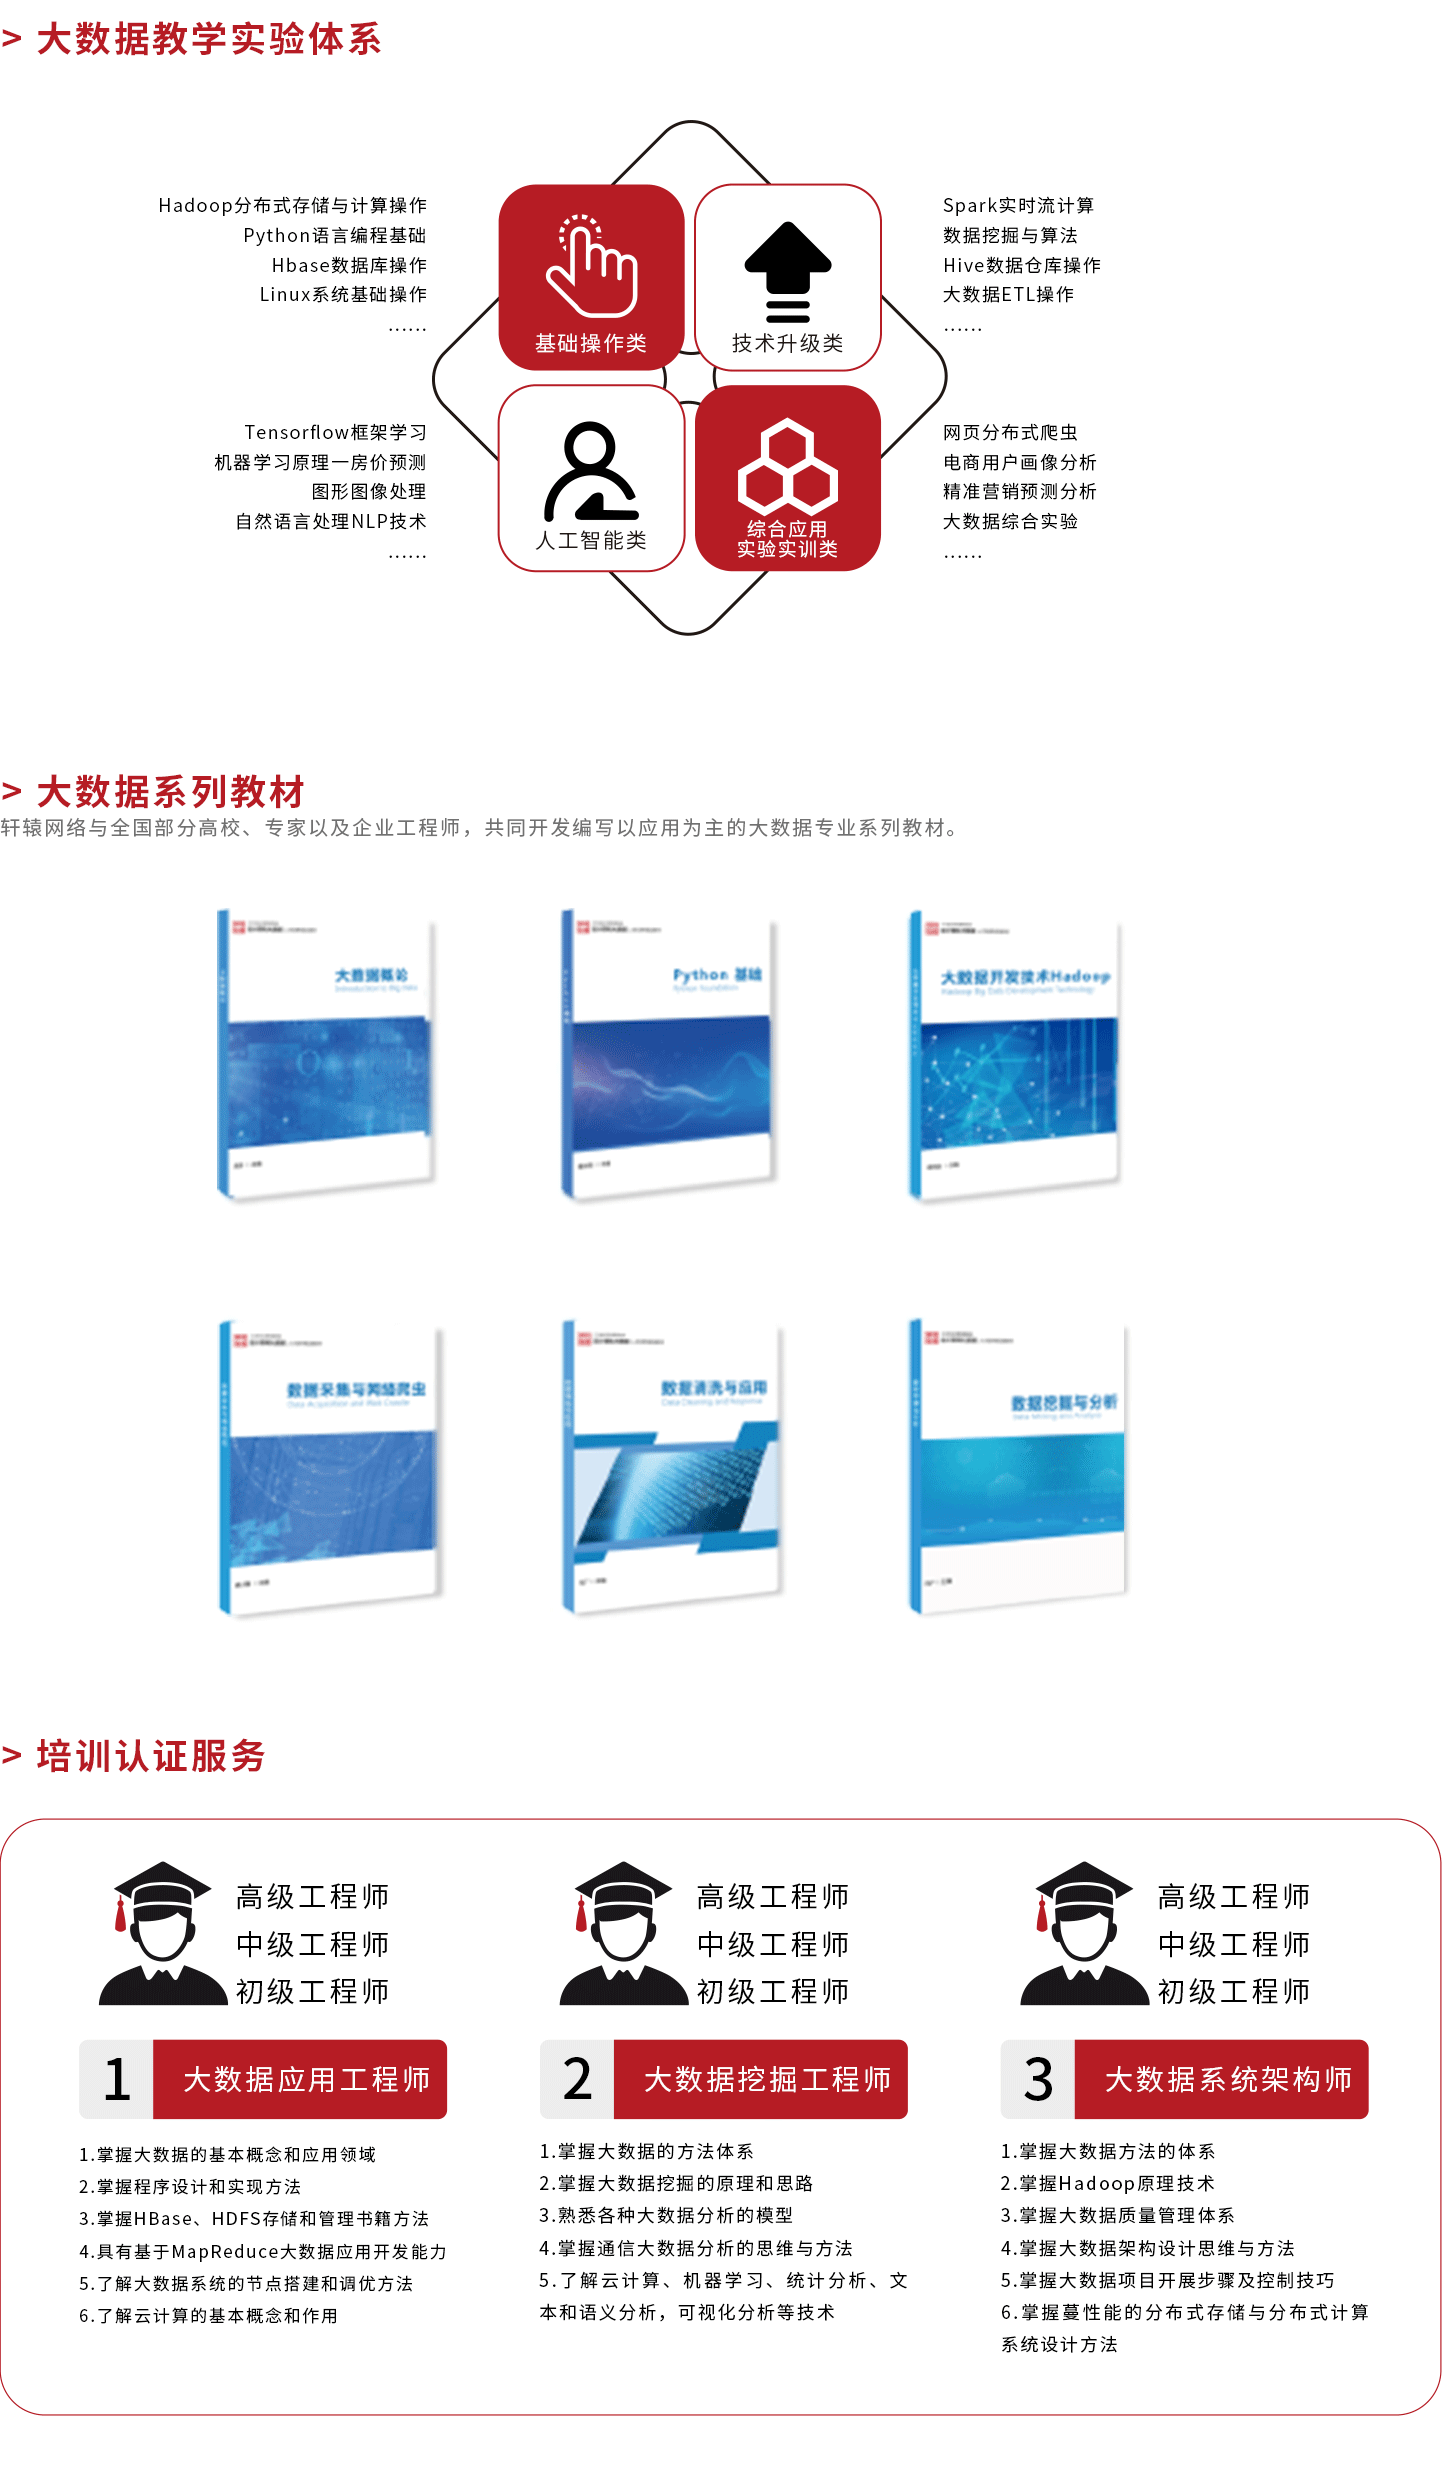 > 大数据教学实验体系
Hadoop分布式存储与计算操作
Python语言编程基础
Hbase数据库操作
Linux系统基础操作
......
基础操作类
技术升级类
Spark实时流计算
数据挖掘与算法
Hive数据仓库操作
大数据ETL操作
......
Tensorflow框架学习
机器学习原理一房价预测
图形图像处理
自然语言处理NLP技术
......
人工智能类
综合应用
实验实训类
网页分布式爬虫
电商用户画像分析
精准营销预测分析
大数据综合实验
......
> 大数据系列教材
轩辕网络与全国部分高校、专家以及企业工程师，共同开发编写以应用为主的大数据专业系列教材。
大数据概论
Introduction to Big Data
Python 基础
Python Foundation
大数据开发技术Hadoop
Hadoop Big Data Development Technology
数据采集与网络爬虫
Data Acquisition and Web Crawler
数据清洗与应用
数据挖掘与分析
> 培训认证服务
高级工程师
中级工程师
初级工程师
1 大数据应用工程师
1.掌握大数据的基本概念和应用领域
2.掌握程序设计和实现方法
3.掌握HBase、HDFS存储和管理书籍方法
4.具有基于MapReduce大数据应用开发能力
5.了解大数据系统的节点搭建和调优方法
6.了解云计算的基本概念和作用
高级工程师
中级工程师
初级工程师
2 大数据挖掘工程师
1.掌握大数据的方法体系
2.掌握大数据挖掘的原理和思路
3.熟悉各种大数据分析的模型
4.掌握通信大数据分析的思维与方法
5.了解云计算、机器学习、统计分析、文
本和语义分析，可视化分析等技术
高级工程师
中级工程师
初级工程师
3 大数据系统架构师
1.掌握大数据方法的体系
2.掌握Hadoop原理技术
3.掌握大数据质量管理体系
4.掌握大数据架构设计思维与方法
5.掌握大数据项目开展步骤及控制技巧
6.掌握蔓性能的分布式存储与分布式计算
系统设计方法